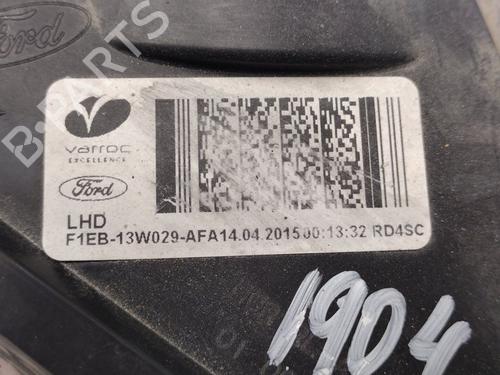 Ford
B-PARTS
varroc
EXCELLENCE
Ford
LHD
F1EB-13W029-AFA14.04.2015 00:13:32 RD4SC
1904